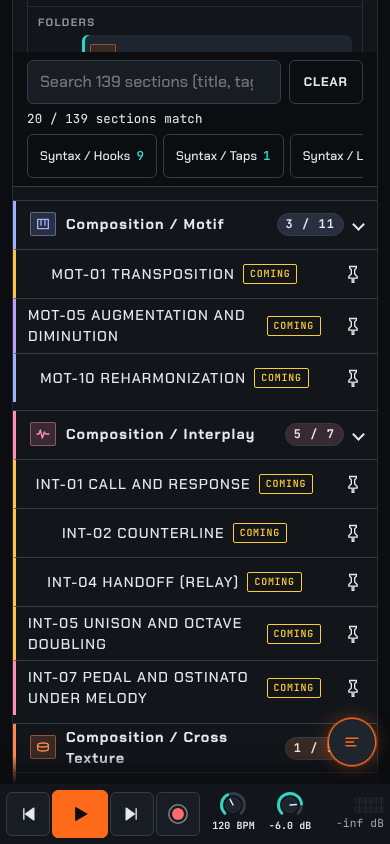 FOLDERS
Search 139 sections (title, tag
CLEAR
20 / 139 sections match
Syntax / Hooks 9
Syntax / Taps 1
Syntax / L
Composition / Motif
3 / 11
MOT-01 TRANSPOSITION
COMING
MOT-05 AUGMENTATION AND
DIMINUTION
COMING
MOT-10 REHARMONIZATION
COMING
Composition / Interplay
5 / 7
INT-01 CALL AND RESPONSE
COMING
INT-02 COUNTERLINE
COMING
INT-04 HANDOFF (RELAY)
COMING
INT-05 UNISON AND OCTAVE
DOUBLING
COMING
INT-07 PEDAL AND OSTINATO
UNDER MELODY
COMING
Composition / Cross
Texture
1 /
120 BPM
-6.0 dB
-inf dB